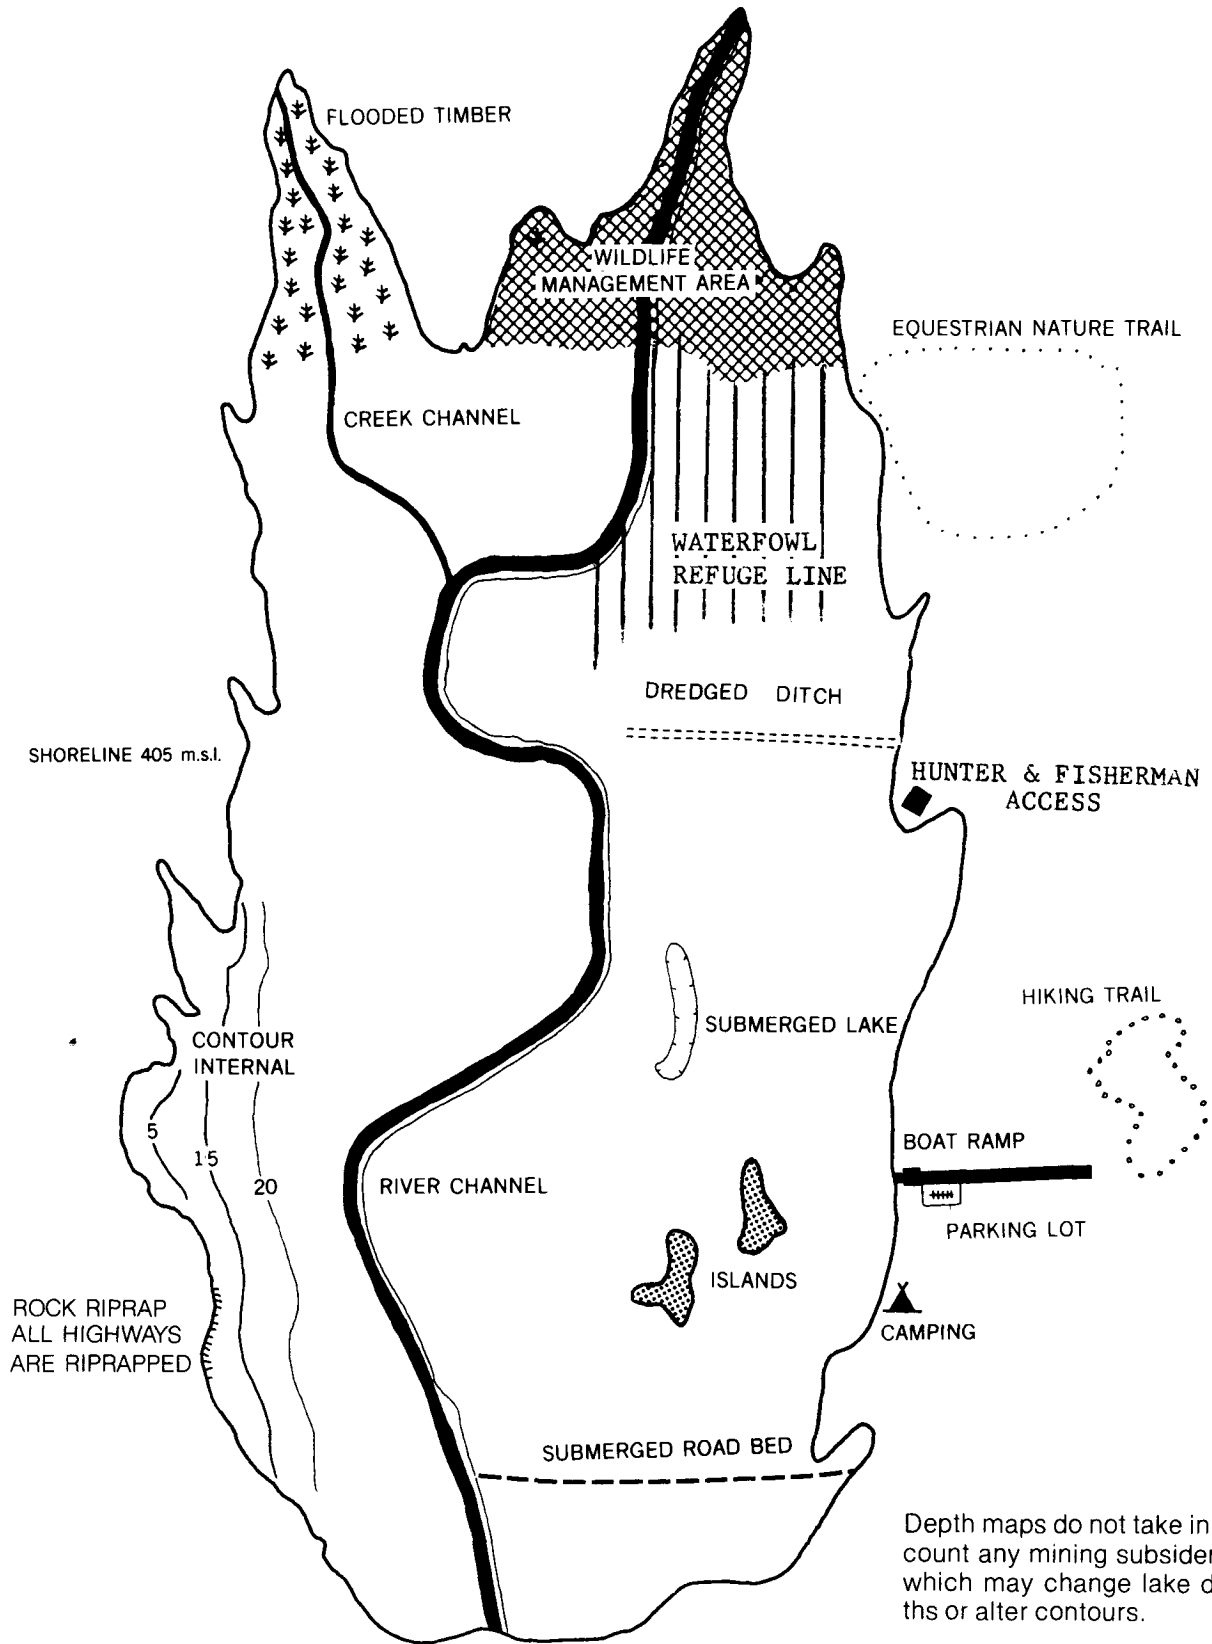 FLOODED TIMBER
WILDLIFE
MANAGEMENT AREA
EQUESTRIAN NATURE TRAIL
CREEK CHANNEL
WATERFOWL
REFUGE LINE
DREDGED DITCH
SHORELINE 405 m.s.l.
HUNTER & FISHERMAN
ACCESS
HIKING TRAIL
SUBMERGED LAKE
CONTOUR
INTERNAL
5
15
20
BOAT RAMP
RIVER CHANNEL
PARKING LOT
ISLANDS
ROCK RIPRAP
ALL HIGHWAYS
ARE RIPRAPPED
CAMPING
SUBMERGED ROAD BED
Depth maps do not take in
count any mining subsiden
which may change lake d
ths or alter contours.